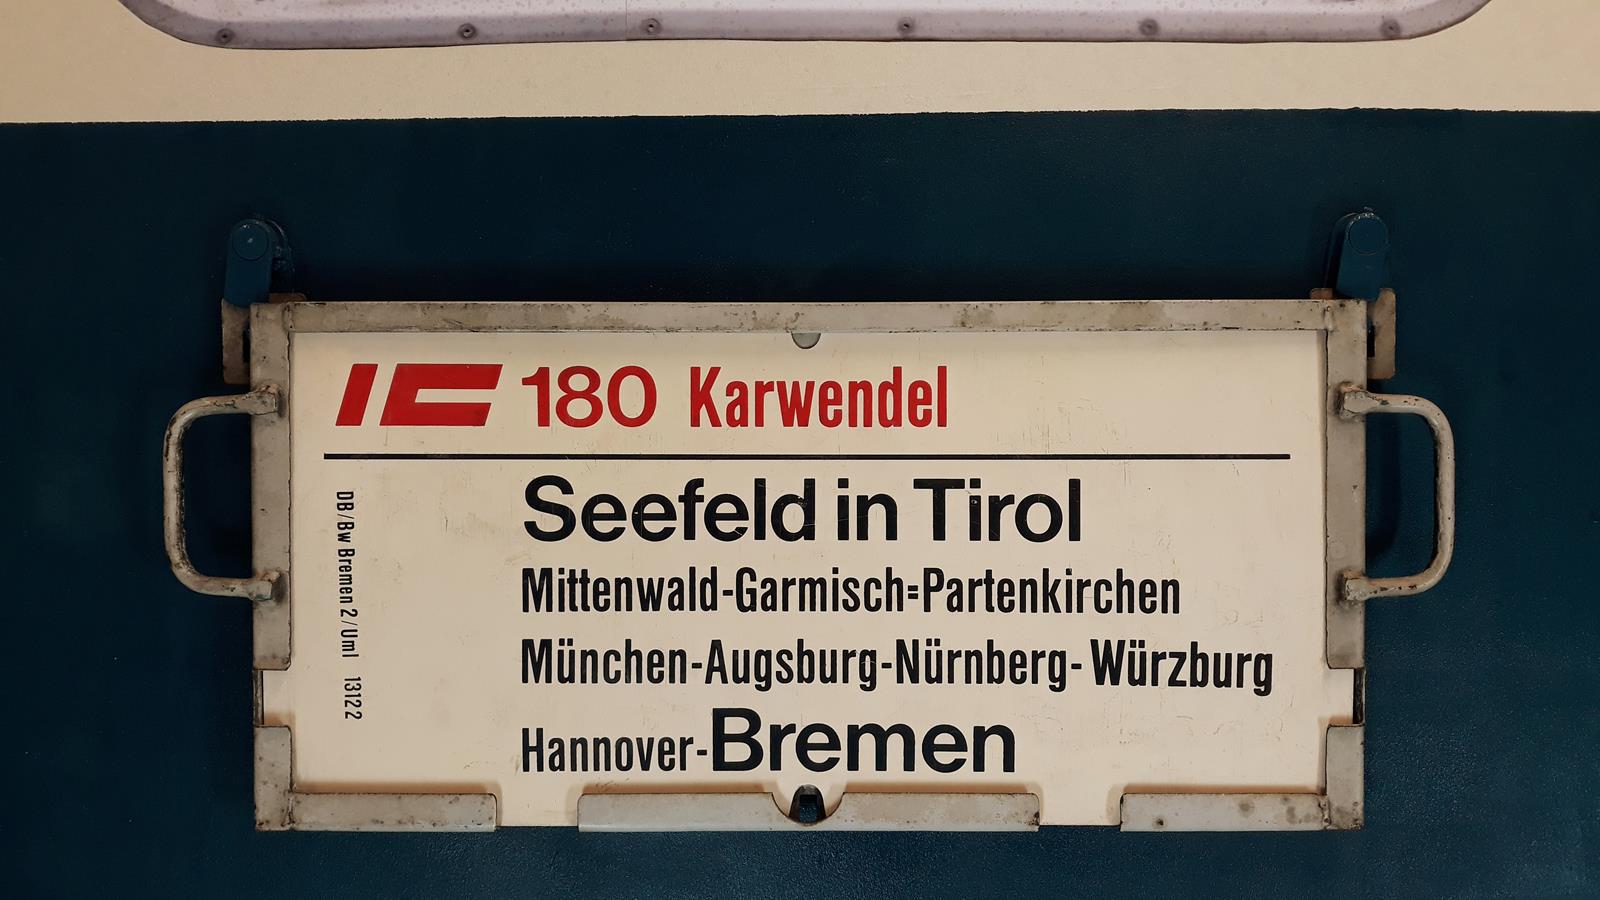 IC 180 Karwendel
Seefeld in Tirol
Mittenwald-Garmisch=Partenkirchen
München-Augsburg-Nürnberg-Würzburg
Hannover-Bremen
DB/Bw Bremen 2/Uml 13122